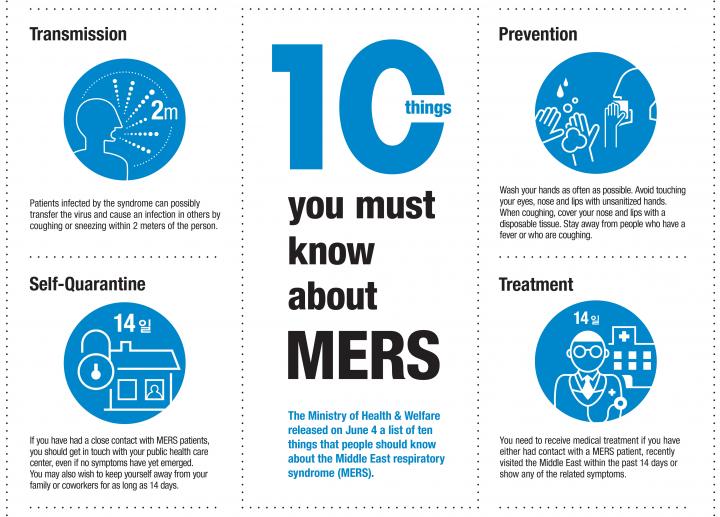 Transmission
2m
Patients infected by the syndrome can possibly
transfer the virus and cause an infection in others by
coughing or sneezing within 2 meters of the person.
Self-Quarantine
14일
If you have had a close contact with MERS patients,
you should get in touch with your public health care
center, even if no symptoms have yet emerged.
You may also wish to keep yourself away from your
family or coworkers for as long as 14 days.
10
things
you must
know
about
MERS
The Ministry of Health & Welfare
released on June 4 a list of ten
things that people should know
about the Middle East respiratory
syndrome (MERS).
Prevention
Wash your hands as often as possible. Avoid touching
your eyes, nose and lips with unsanitized hands.
When coughing, cover your nose and lips with a
disposable tissue. Stay away from people who have a
fever or who are coughing.
Treatment
14일
You need to receive medical treatment if you have
either had contact with a MERS patient, recently
visited the Middle East within the past 14 days or
show any of the related symptoms.